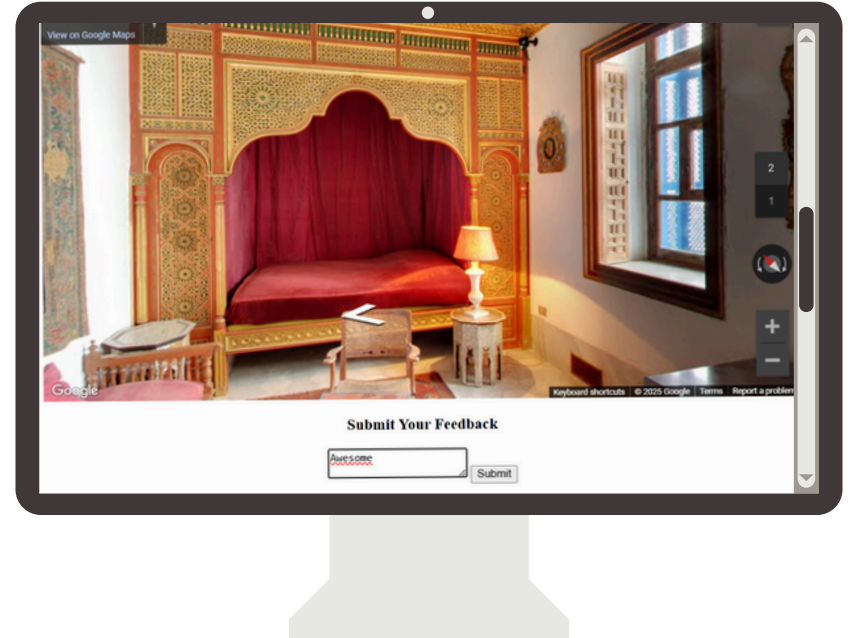 View on Google Maps
2
1
Google
Keyboard shortcuts
© 2025 Google
Terms
Report a problem
Submit Your Feedback
Awesome
Submit